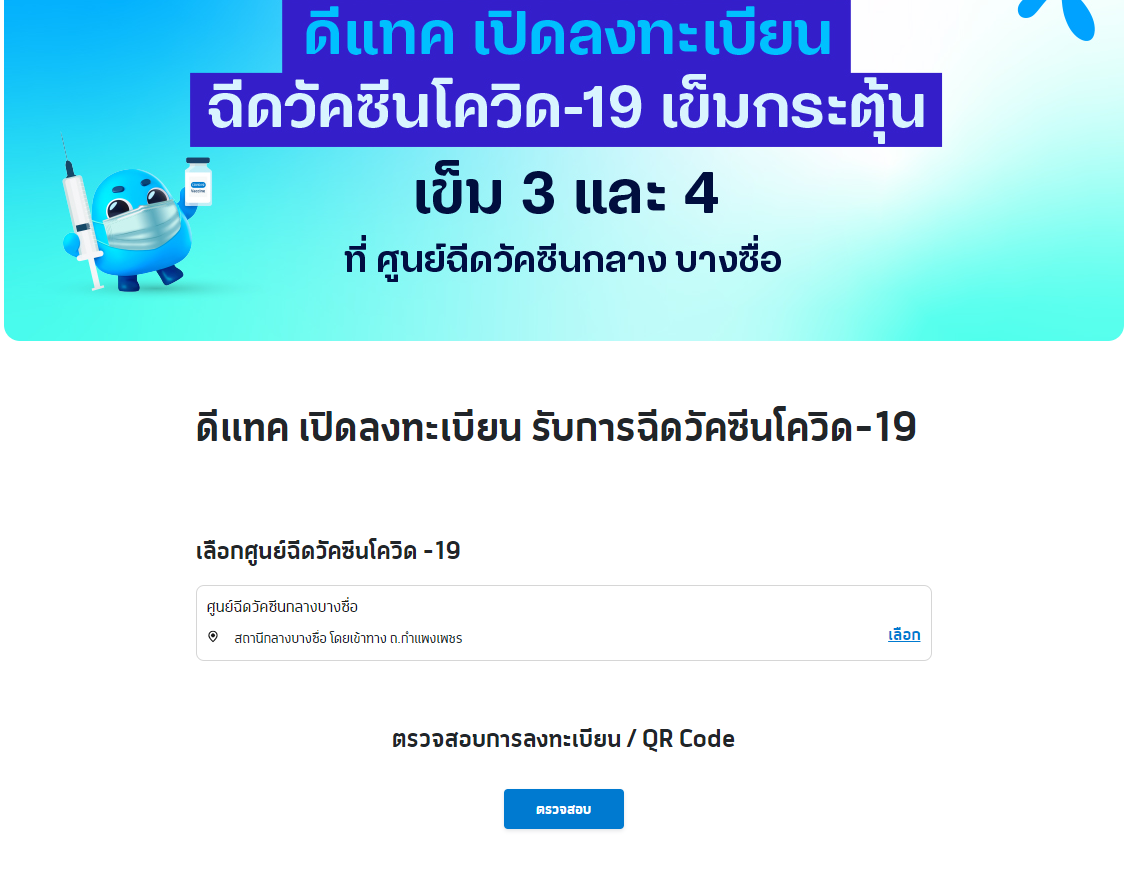 ดีแทค เปิดลงทะเบียน
ฉีดวัคซีนโควิด-19 เข็มกระตุ้น
เข็ม 3 และ 4
ที่ ศูนย์ฉีดวัคซีนกลาง บางซื่อ
ดีแทค เปิดลงทะเบียน รับการฉีดวัคซีนโควิด-19
เลือกศูนย์ฉีดวัคซีนโควิด -19
ศูนย์ฉีดวัคซีนกลางบางซื่อ
สถานีกลางบางซื่อ โดยเข้าทาง ถ.กำแพงเพชร
เลือก
ตรวจสอบการลงทะเบียน / QR Code
ตรวจสอบ